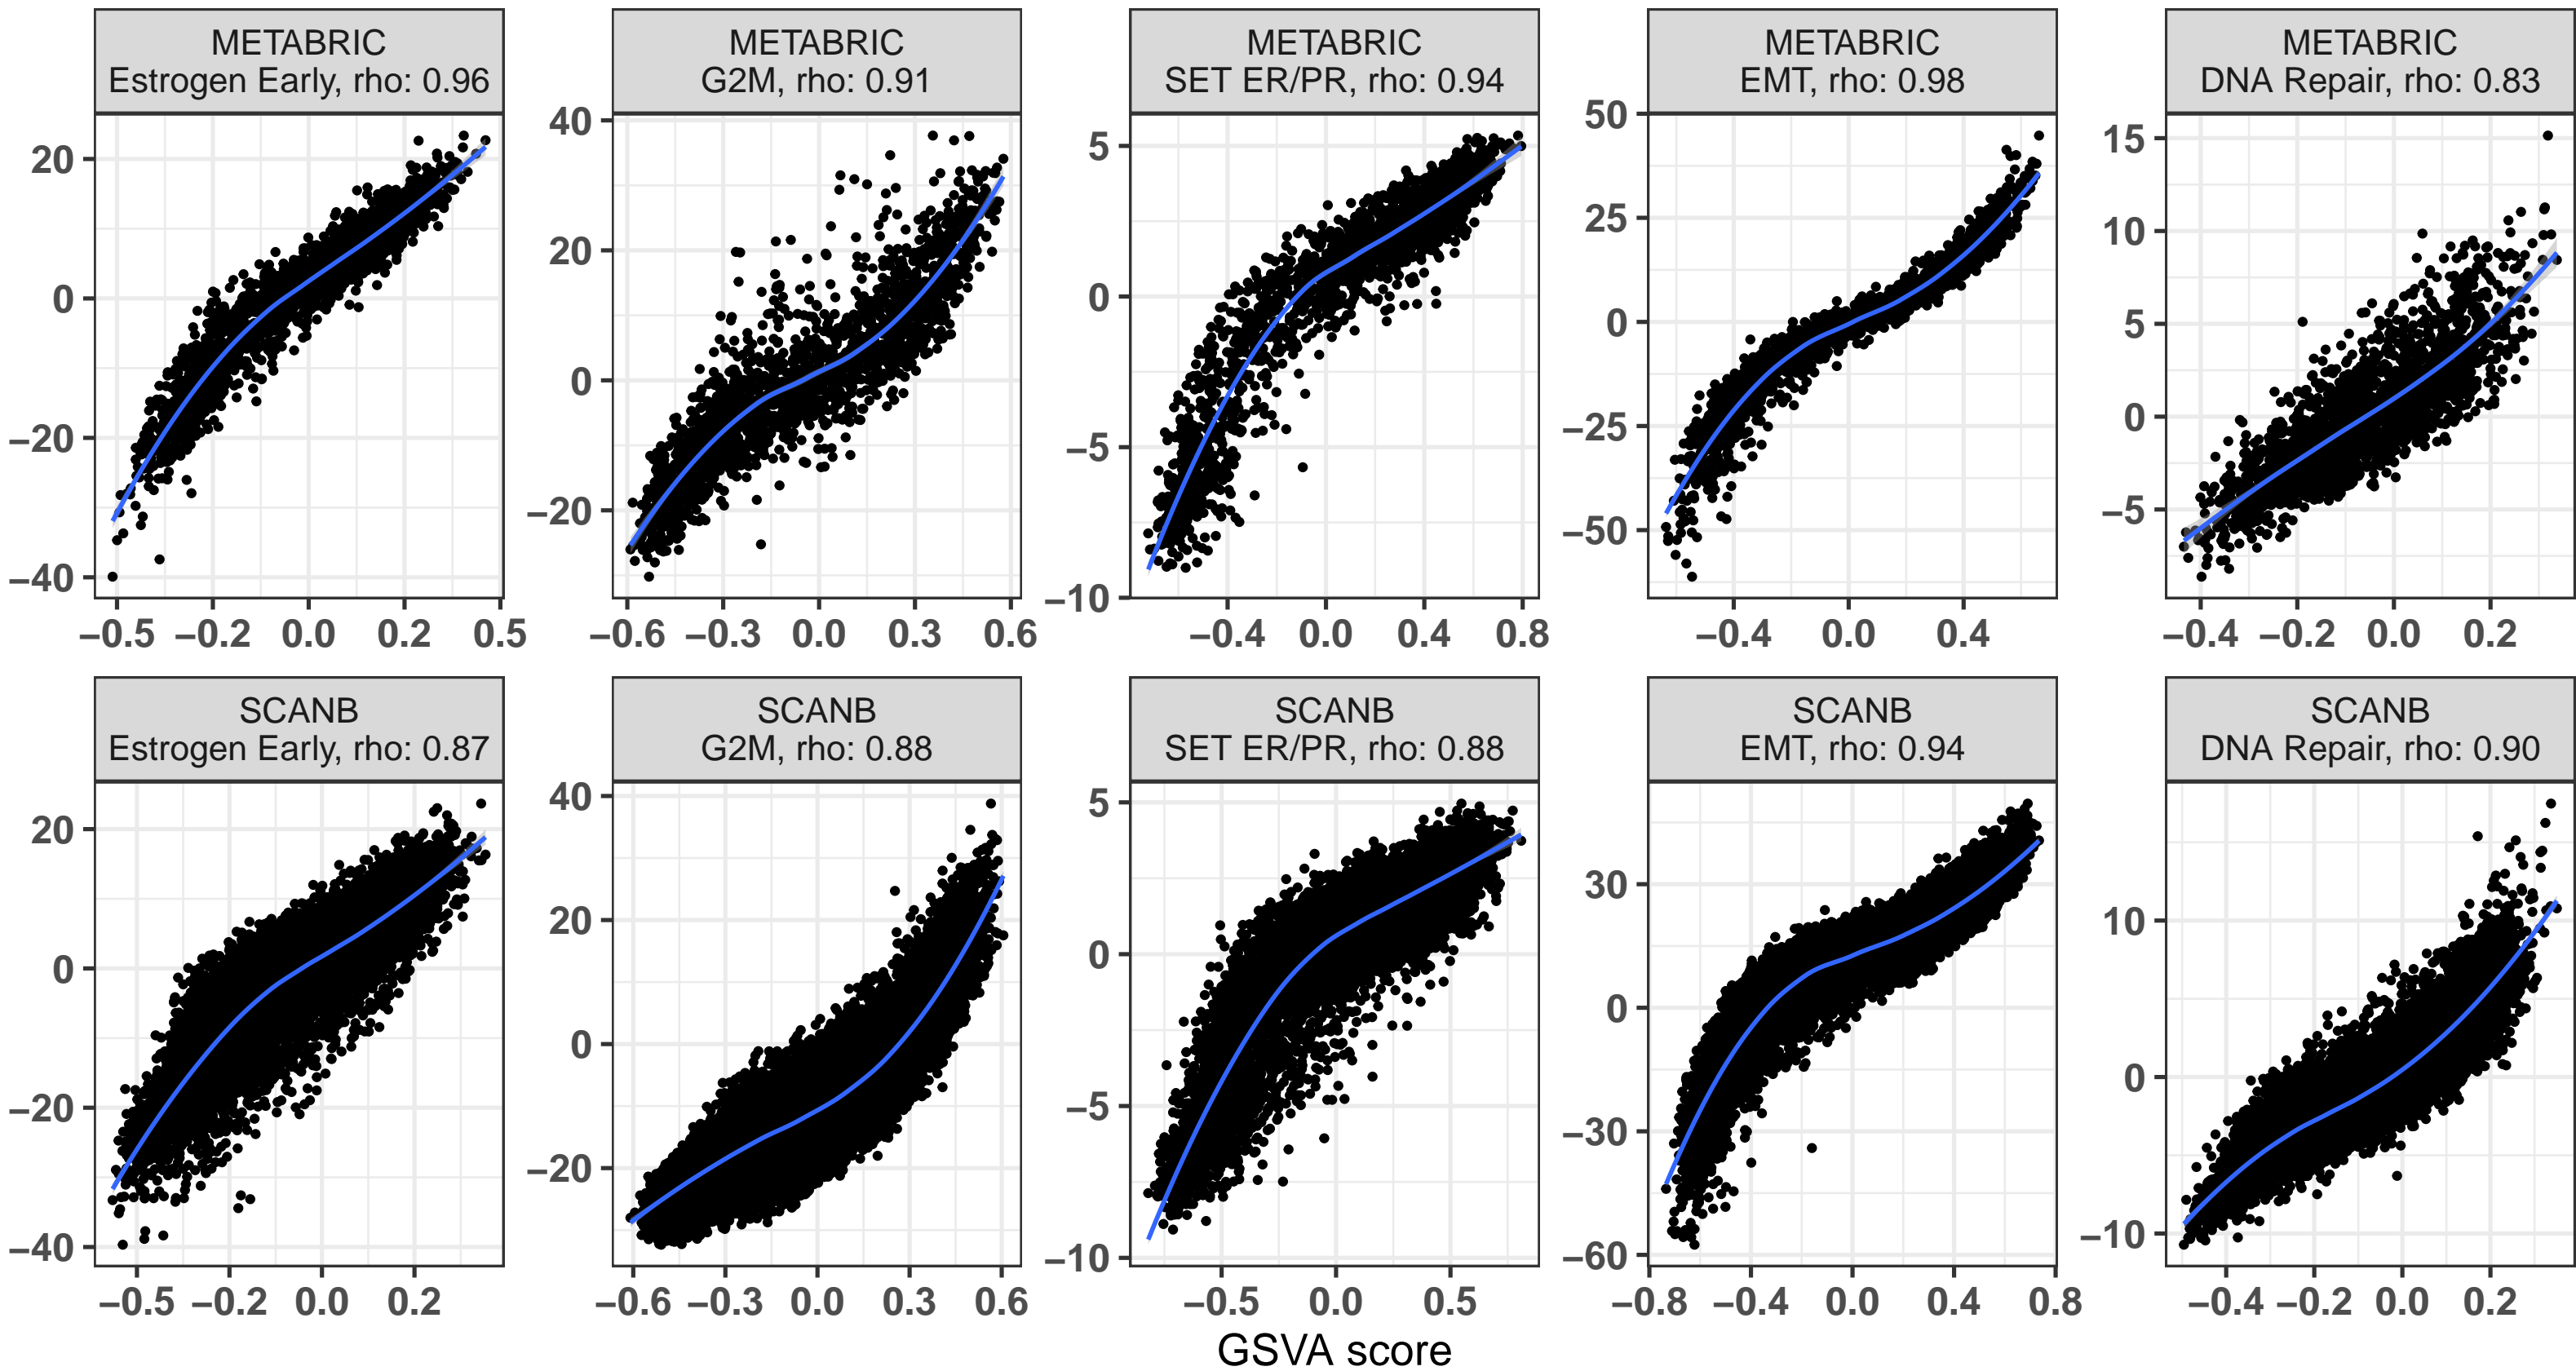 METABRIC
Estrogen Early, rho: 0.96
METABRIC
G2M, rho: 0.91
METABRIC
SET ER/PR, rho: 0.94
METABRIC
EMT, rho: 0.98
METABRIC
DNA Repair, rho: 0.83
20
0
−20
−40
−0.5 −0.2 0.0 0.2 0.5
40
20
0
−20
−0.6 −0.3 0.0 0.3 0.6
5
0
−5
−10
−0.4 0.0 0.4 0.8
50
25
0
−25
−50
−0.4 0.0 0.4
15
10
5
0
−5
−0.4 −0.2 0.0 0.2
SCANB
Estrogen Early, rho: 0.87
SCANB
G2M, rho: 0.88
SCANB
SET ER/PR, rho: 0.88
SCANB
EMT, rho: 0.94
SCANB
DNA Repair, rho: 0.90
20
0
−20
−40
−0.5 −0.2 0.0 0.2
40
20
0
−20
−0.6 −0.3 0.0 0.3 0.6
5
0
−5
−10
−0.5 0.0 0.5
30
0
−30
−60
−0.8 −0.4 0.0 0.4 0.8
10
0
−10
−0.4 −0.2 0.0 0.2
GSVA score